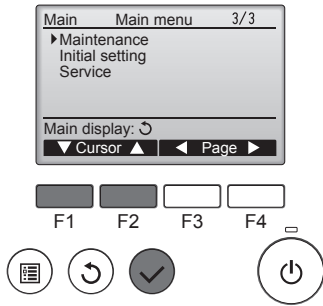 Main Main menu 3/3
Maintenance
Initial setting
Service
Main display:
Cursor Page
F1 F2 F3 F4